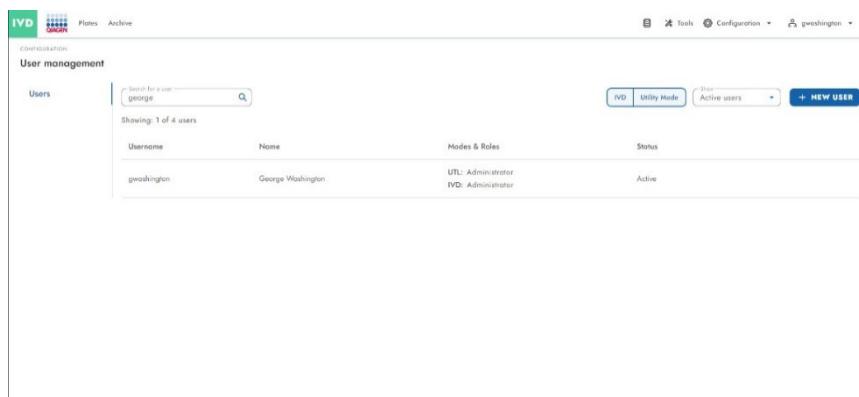 IVD QIAGEN Plates Archive Tools Configuration gwashington
CONFIGURATION
User management
Users
Search for a user
george
IVD Utility Mode
Show
Active users
+ NEW USER
Showing: 1 of 4 users
Username Name Modes & Roles Status
gwashington George Washington UTL: Administrator Active
IVD: Administrator